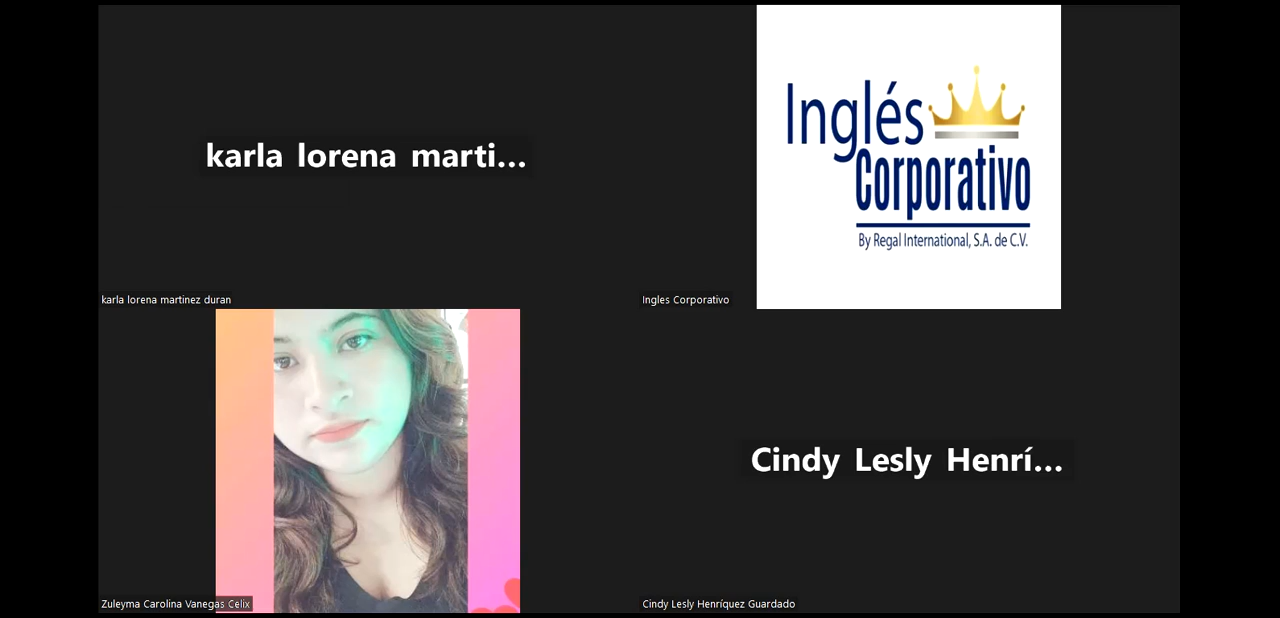 karla lorena marti...
karla lorena martinez duran
Inglés
Corporativo
By Regal International, S.A. de C.V.
Ingles Corporativo
Zuleyma Carolina Vanegas Celix
Cindy Lesly Henrí...
Cindy Lesly Henríquez Guardado